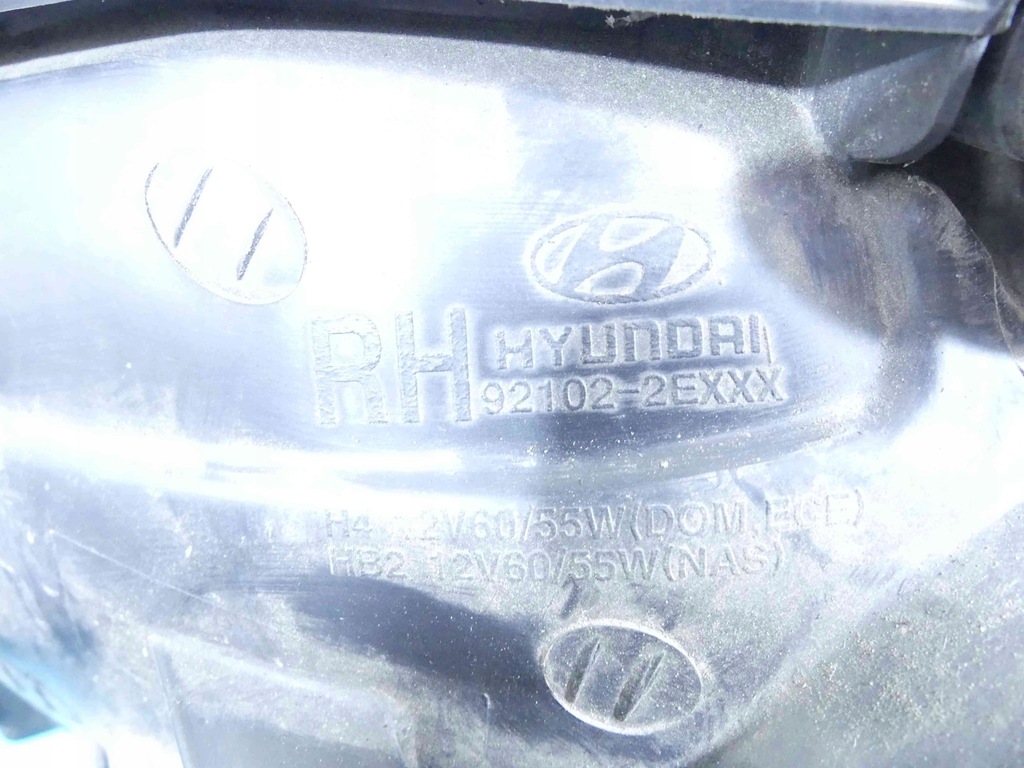 RH HYUNDAI
92102-2EXXX
H4 12V60/55W(DOM,ECE)
HB2 12V60/55W(NAS)